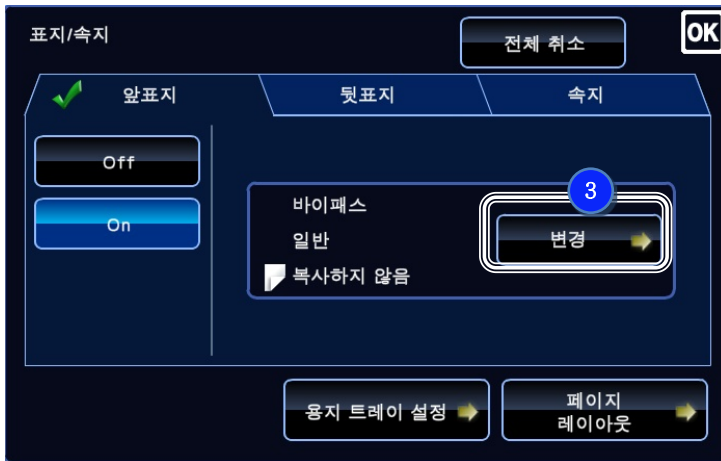 표지/속지
전체 취소
OK
앞표지
뒷표지
속지
Off
On
3
바이패스
일반
변경
복사하지 않음
용지 트레이 설정
페이지
레이아웃